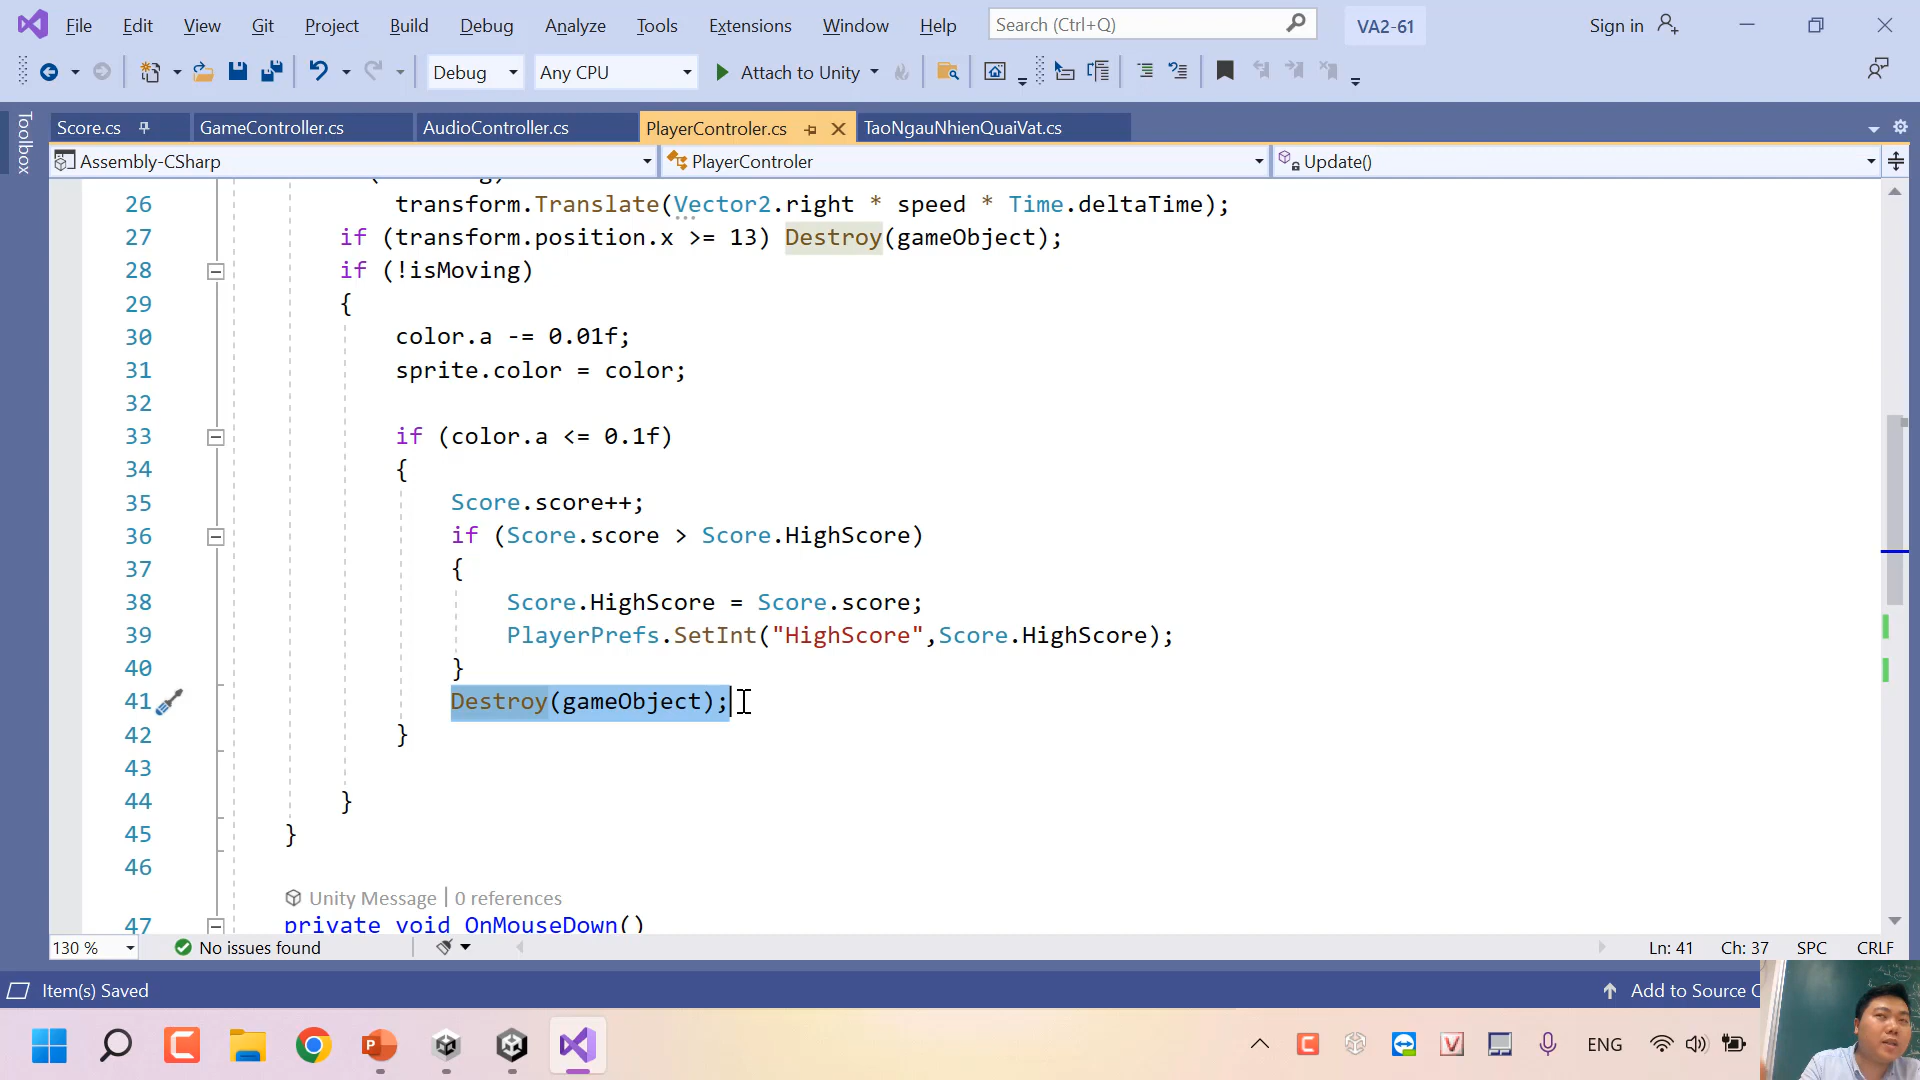 File Edit View Git Project Build Debug Analyze Tools Extensions Window Help Search (Ctrl+Q) VA2-61 Sign in
Debug Any CPU Attach to Unity
Toolbox
Score.cs GameController.cs AudioController.cs PlayerControler.cs TaoNgauNhienQuaiVat.cs
Assembly-CSharp PlayerControler Update()
26 transform.Translate(Vector2.right * speed * Time.deltaTime);
27 if (transform.position.x >= 13) Destroy(gameObject);
28 if (!isMoving)
29 {
30 color.a -= 0.01f;
31 sprite.color = color;
32
33 if (color.a <= 0.1f)
34 {
35 Score.score++;
36 if (Score.score > Score.HighScore)
37 {
38 Score.HighScore = Score.score;
39 PlayerPrefs.SetInt("HighScore",Score.HighScore);
40 }
41 Destroy(gameObject);
42 }
43
44 }
45 }
46
Unity Message | 0 references
47 private void OnMouseDown()
130 % No issues found Ln: 41 Ch: 37 SPC CRLF
Item(s) Saved Add to Source
ENG